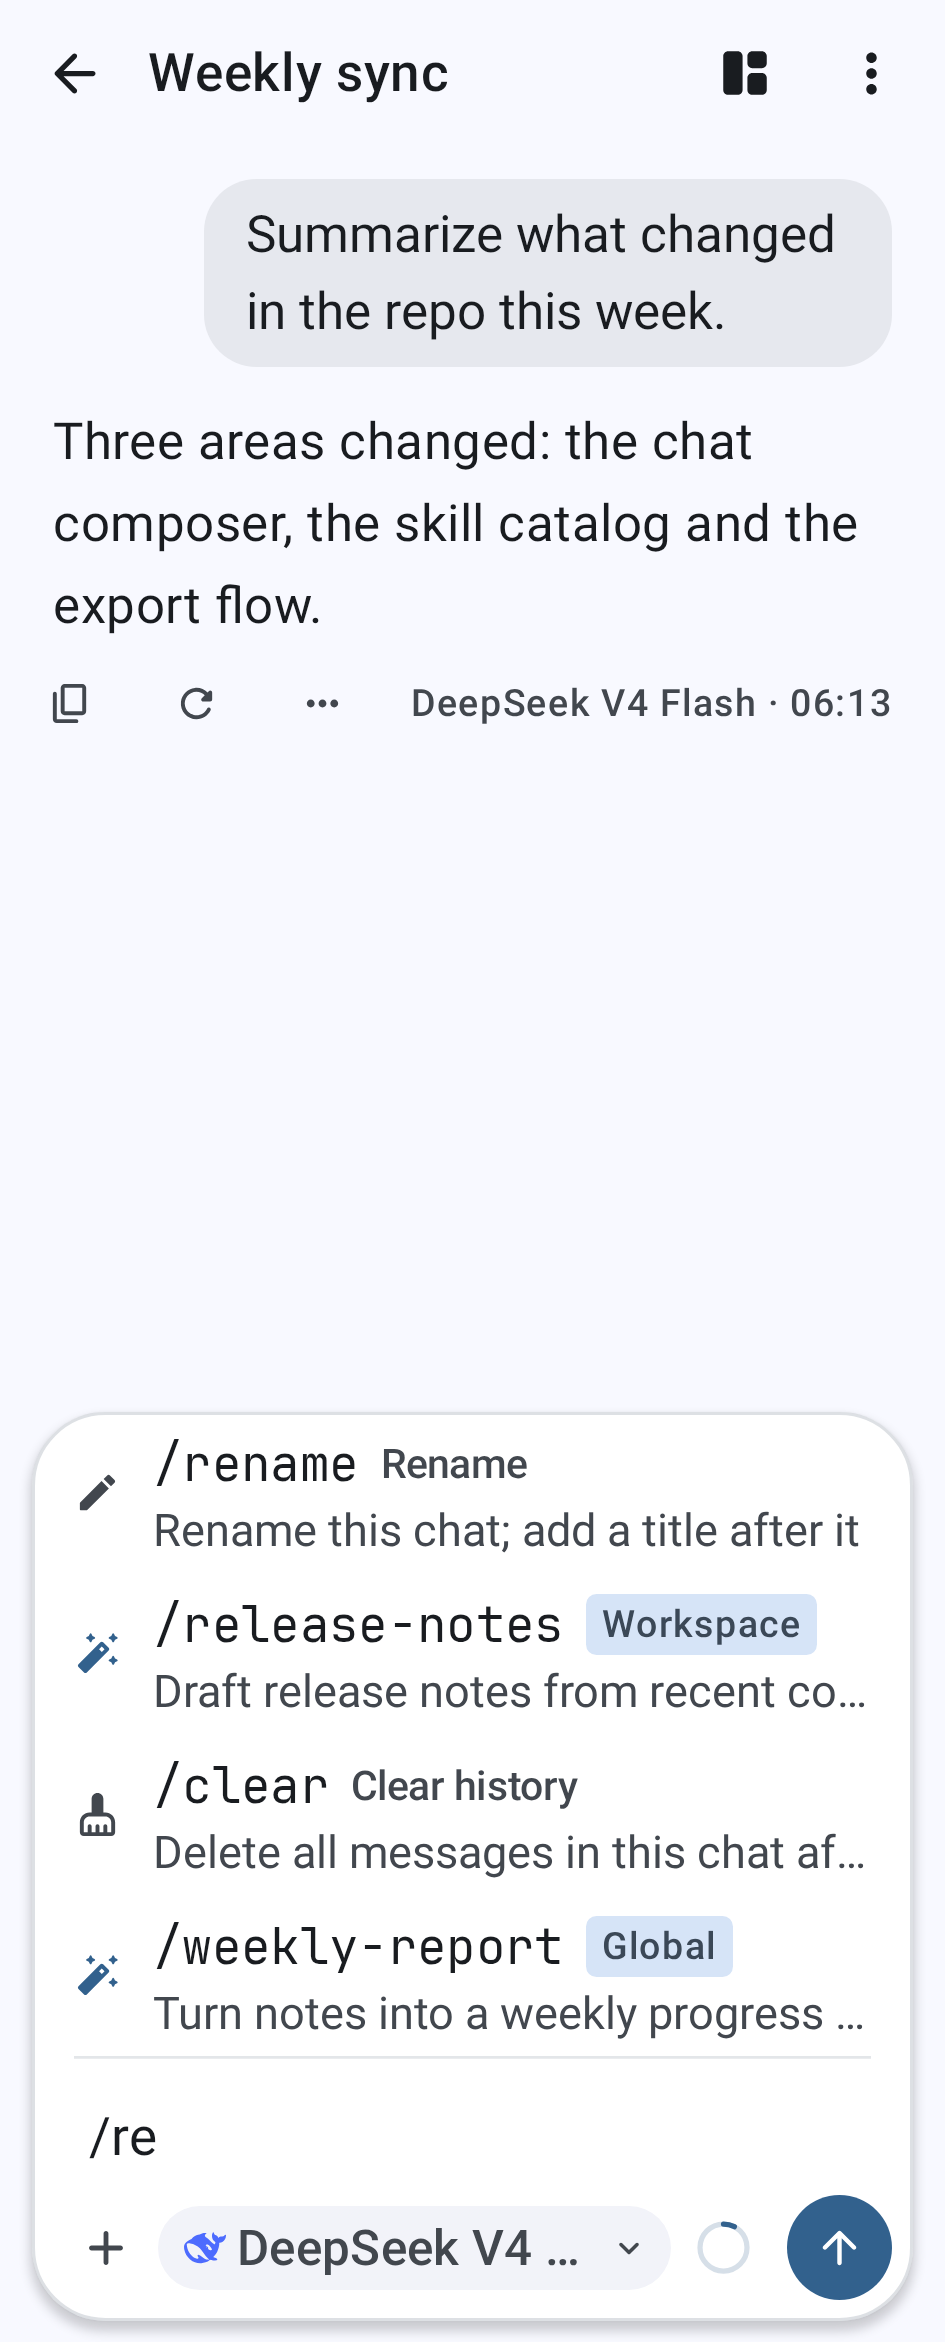 Weekly sync
Summarize what changed
in the repo this week.
Three areas changed: the chat
composer, the skill catalog and the
export flow.
DeepSeek V4 Flash · 06:13
/rename Rename
Rename this chat; add a title after it
/release-notes Workspace
Draft release notes from recent co…
/clear Clear history
Delete all messages in this chat af…
/weekly-report Global
Turn notes into a weekly progress …
/re
DeepSeek V4 …